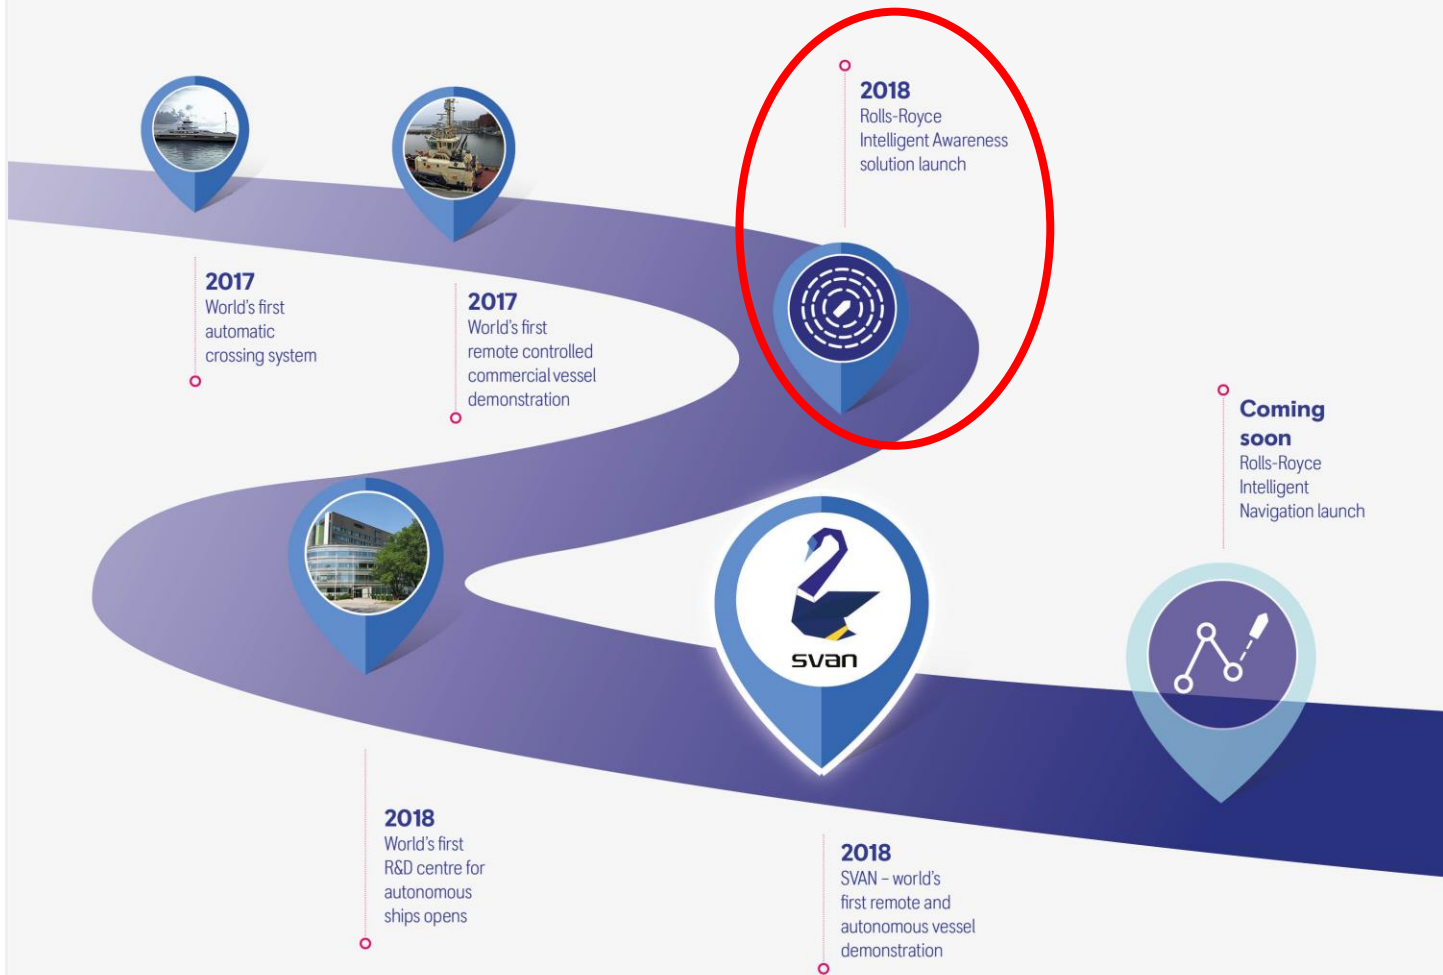 2017
World's first
automatic
crossing system
2017
World's first
remote controlled
commercial vessel
demonstration
2018
Rolls-Royce
Intelligent Awareness
solution launch
2018
World's first
R&D centre for
autonomous
ships opens
svan
2018
SVAN – world's
first remote and
autonomous vessel
demonstration
Coming
soon
Rolls-Royce
Intelligent
Navigation launch